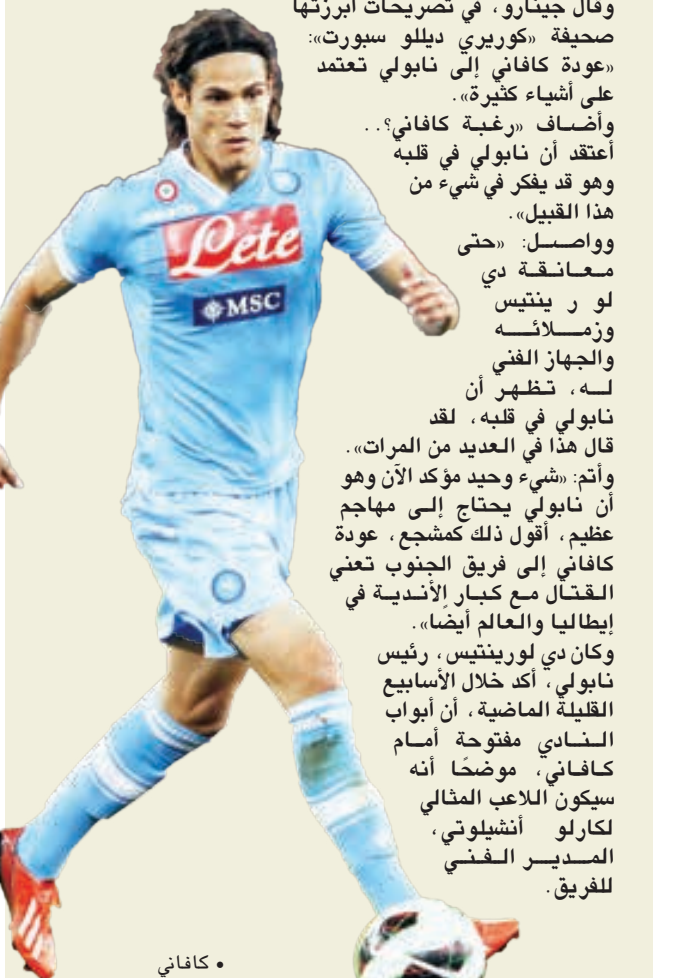 وقال جينارو، في تصريحات أبرزتها
صحيفة «كوريري ديللو سبورت»:
«عودة كافاني إلى نابولي تعتمد
على أشياء كثيرة».
وأضاف «رغبة كافاني؟..
أعتقد أن نابولي في قلبه
وهو قد يفكر في شيء من
هذا القبيل».
وواصل: «حتى
معانقة دي
لو ر ينتيس
وزملائه
والجهاز الفني
له، تظهر أن
نابولي في قلبه، لقد
قال هذا في العديد من المرات».
وأتم: «شيء وحيد مؤكد الآن وهو
أن نابولي يحتاج إلى مهاجم
عظيم، أقول ذلك كمشجع، عودة
كافاني إلى فريق الجنوب تعني
القتال مع كبار الأندية في
إيطاليا والعالم أيضًا».
وكان دي لورينتيس، رئيس
نابولي، أكد خلال الأسابيع
القليلة الماضية، أن أبواب
النادي مفتوحة أمام
كافاني، موضحًا أنه
سيكون اللاعب المثالي
لكارلو أنشيلوتي،
المدير الفني
للفريق.
Lete
MSC
• كافاني